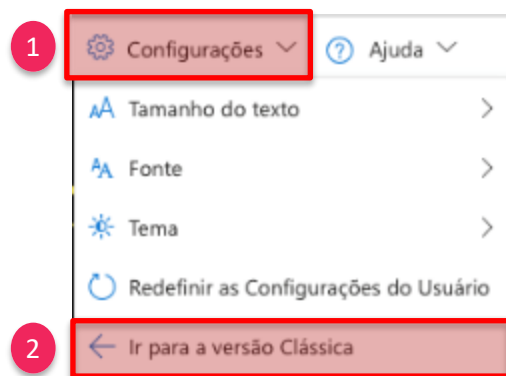 1 Configurações Ajuda
Tamanho do texto
Fonte
Tema
Redefinir as Configurações do Usuário
2 Ir para a versão Clássica